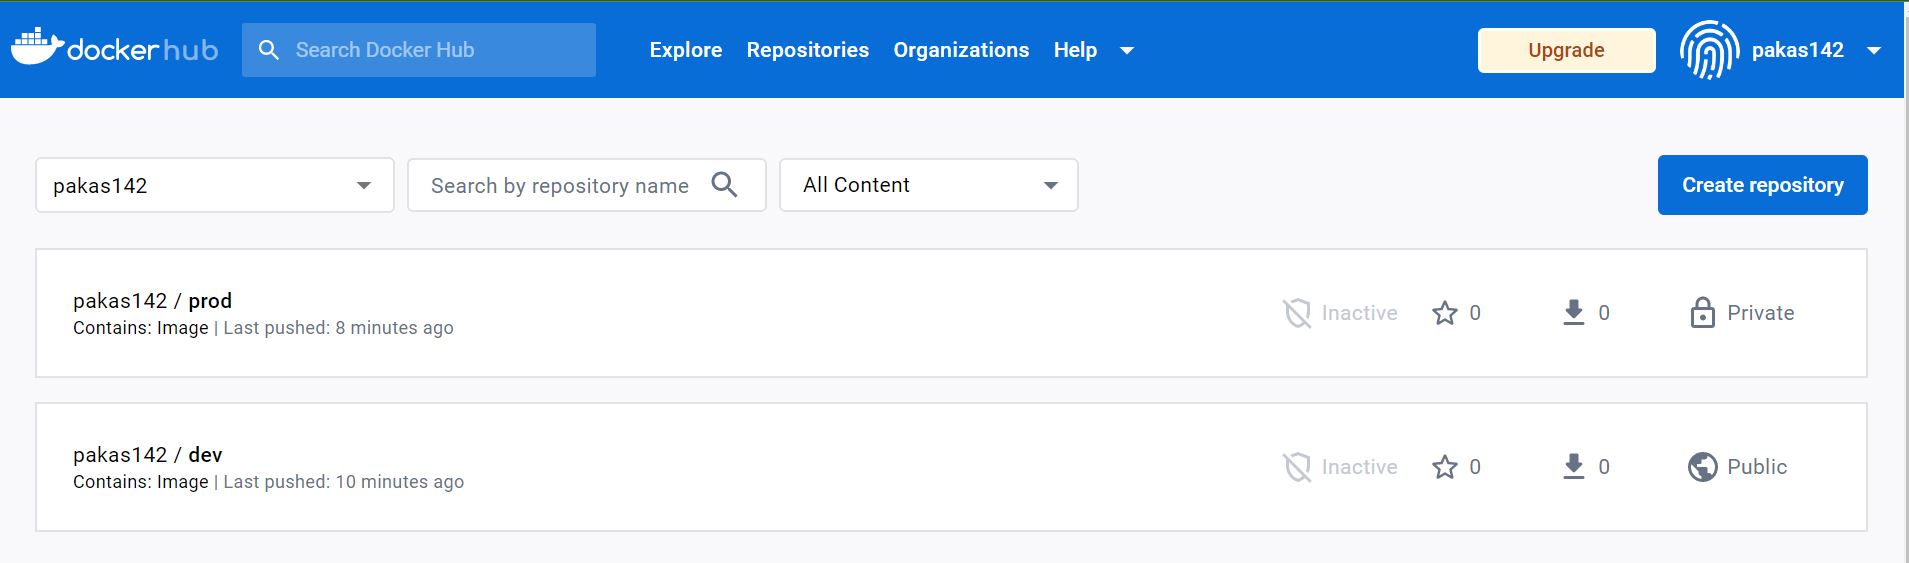 dockerhub Search Docker Hub Explore Repositories Organizations Help Upgrade pakas142
pakas142 Search by repository name All Content Create repository
pakas142 / prod
Contains: Image | Last pushed: 8 minutes ago
Inactive 0 0 Private
pakas142 / dev
Contains: Image | Last pushed: 10 minutes ago
Inactive 0 0 Public